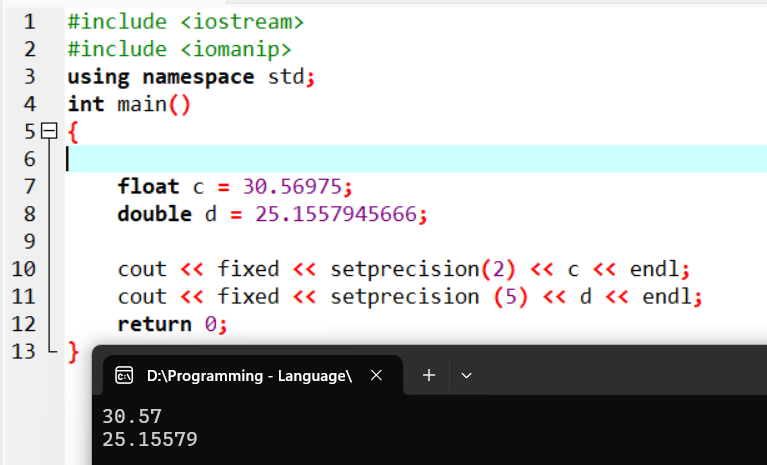 1 #include <iostream>
2 #include <iomanip>
3 using namespace std;
4 int main()
5 {
6
7 float c = 30.56975;
8 double d = 25.1557945666;
9
10 cout << fixed << setprecision(2) << c << endl;
11 cout << fixed << setprecision (5) << d << endl;
12 return 0;
13 }
D:\Programming - Language\
30.57
25.15579